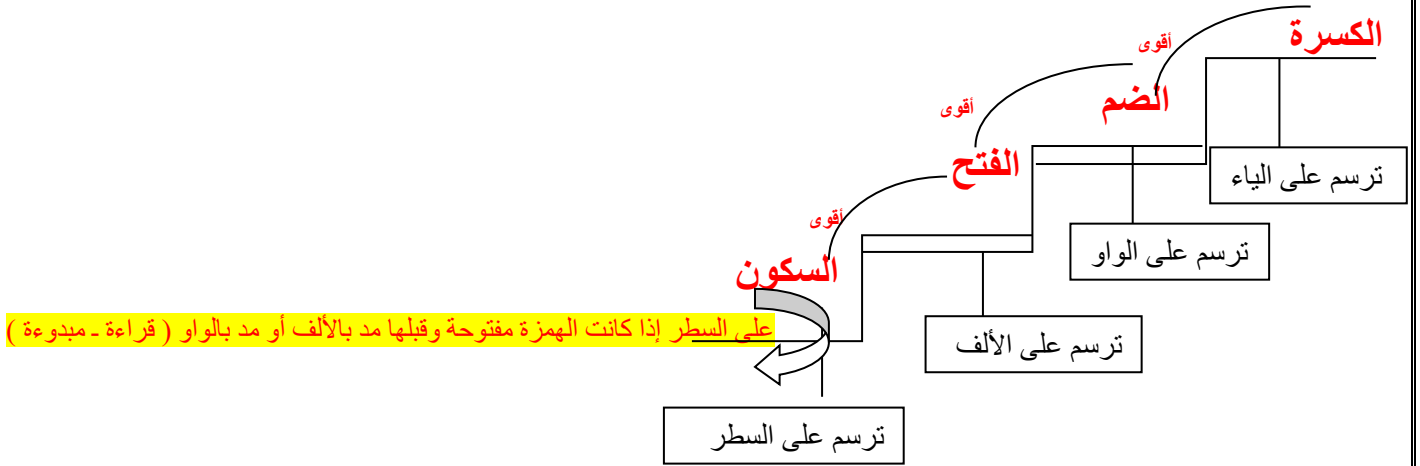 الكسرة
أقوى
الضم
أقوى
الفتح
أقوى
السكون
ترسم على الياء
ترسم على الواو
ترسم على الألف
ترسم على السطر
على السطر إذا كانت الهمزة مفتوحة وقبلها مد بالألف أو مد بالواو ( قراءة ـ مبدوءة )